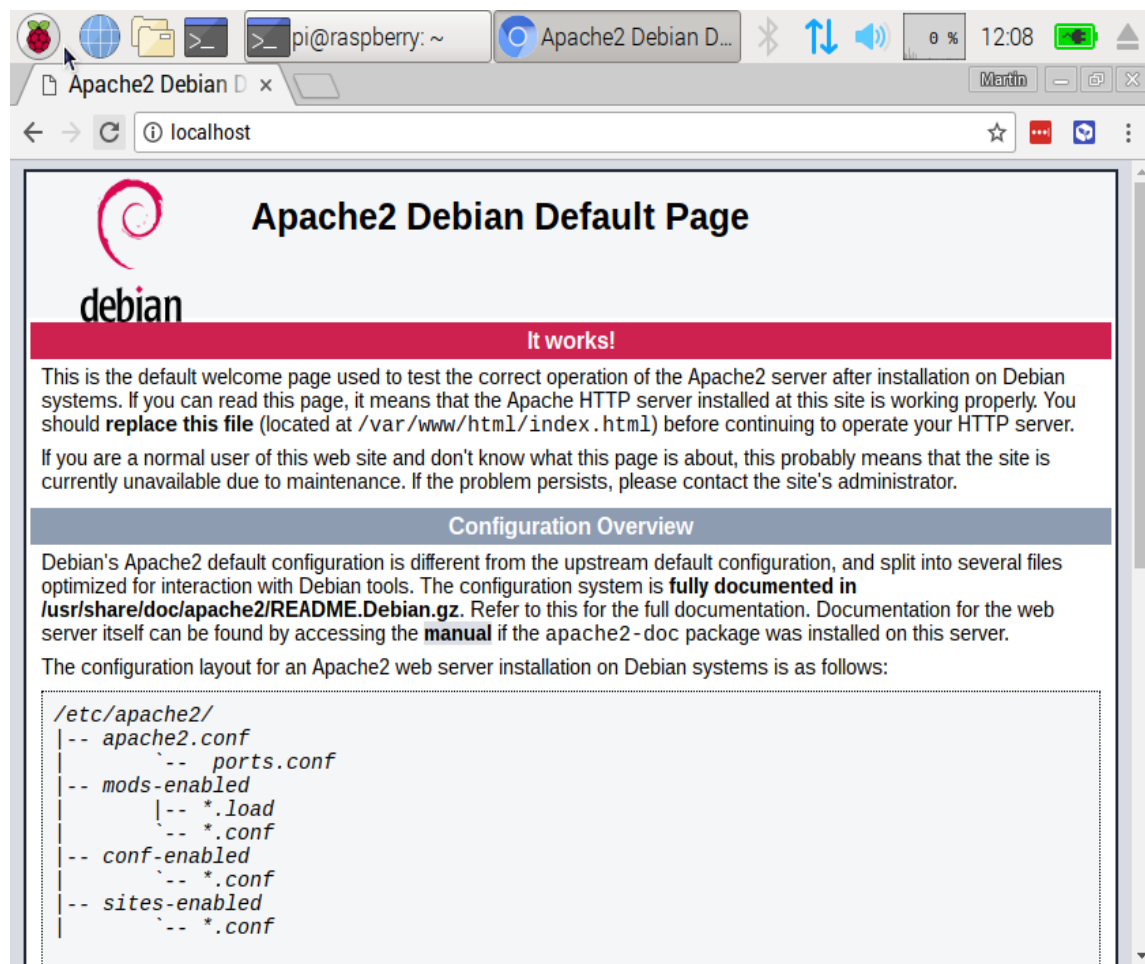 pi@raspberry: ~
Apache2 Debian D...
0 %
12:08
Apache2 Debian D
Martin
localhost
debian
Apache2 Debian Default Page
It works!
This is the default welcome page used to test the correct operation of the Apache2 server after installation on Debian
systems. If you can read this page, it means that the Apache HTTP server installed at this site is working properly. You
should replace this file (located at /var/www/html/index.html) before continuing to operate your HTTP server.
If you are a normal user of this web site and don't know what this page is about, this probably means that the site is
currently unavailable due to maintenance. If the problem persists, please contact the site's administrator.
Configuration Overview
Debian's Apache2 default configuration is different from the upstream default configuration, and split into several files
optimized for interaction with Debian tools. The configuration system is fully documented in
/usr/share/doc/apache2/README.Debian.gz. Refer to this for the full documentation. Documentation for the web
server itself can be found by accessing the manual if the apache2-doc package was installed on this server.
The configuration layout for an Apache2 web server installation on Debian systems is as follows:
/etc/apache2/
|-- apache2.conf
|       `--  ports.conf
|-- mods-enabled
|       |-- *.load
|       `-- *.conf
|-- conf-enabled
|       `-- *.conf
|-- sites-enabled
|       `-- *.conf